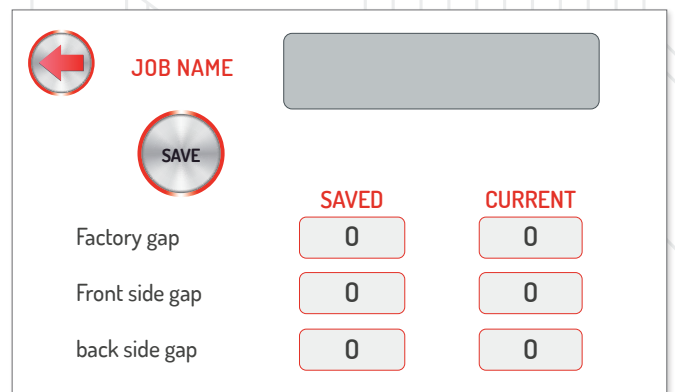 JOB NAME
SAVE
SAVED CURRENT
Factory gap 0 0
Front side gap 0 0
back side gap 0 0